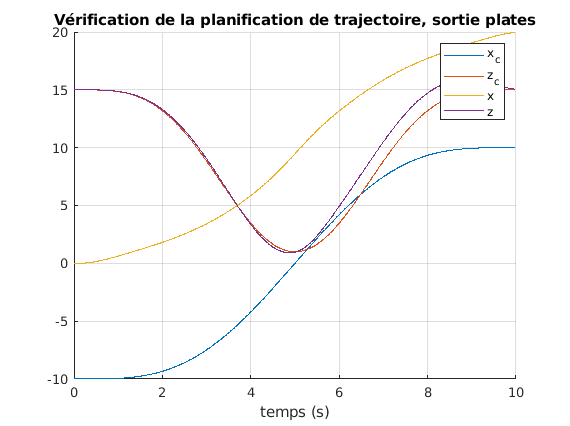 Vérification de la planification de trajectoire, sortie plates
20
15
10
5
0
-5
-10
0 2 4 6 8 10
temps (s)
x_c
z_c
x
z